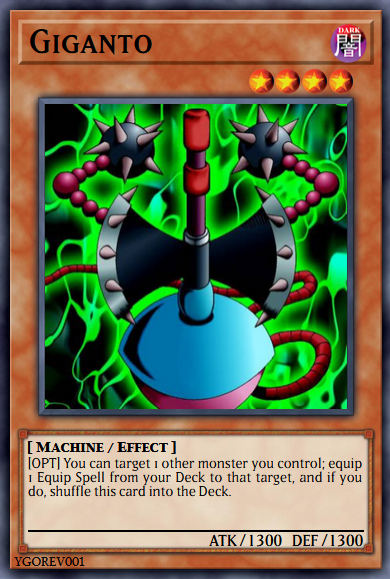 Giganto
DARK
闇
[ Machine / Effect ]
[OPT] You can target 1 other monster you control; equip
1 Equip Spell from your Deck to that target, and if you
do, shuffle this card into the Deck.
ATK / 1300 DEF / 1300
YGOREV001